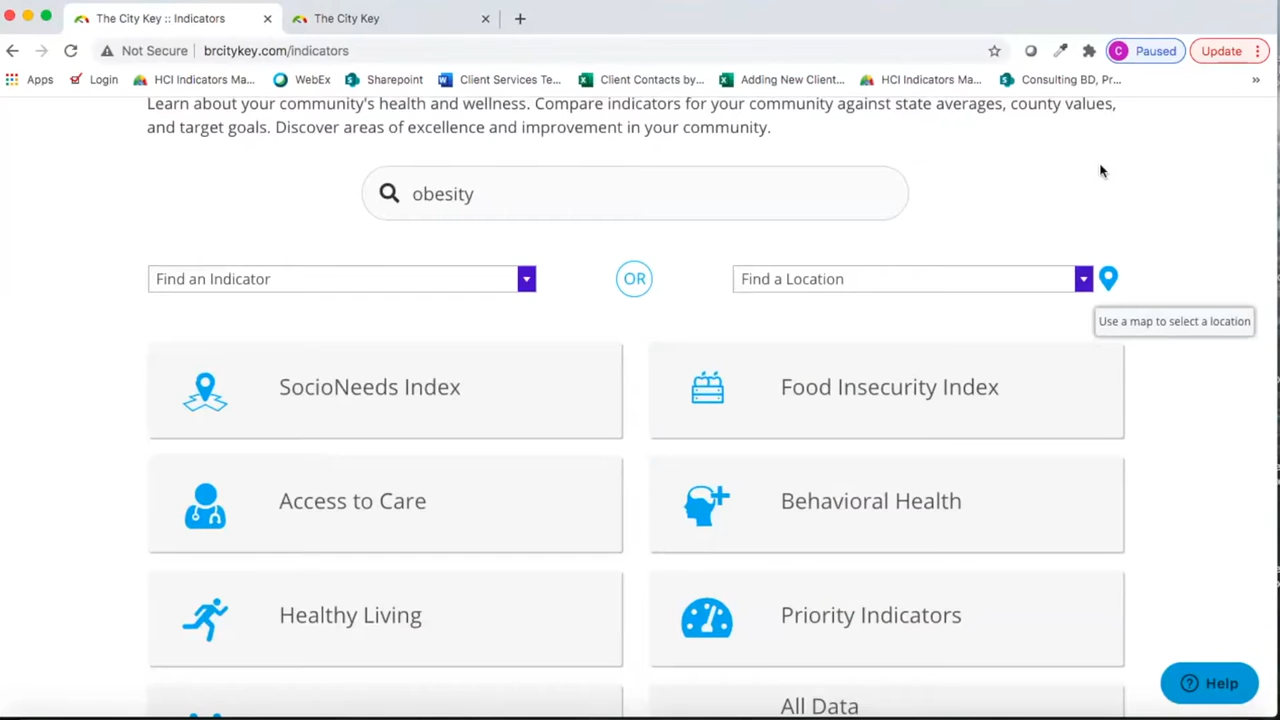 The City Key :: Indicators
The City Key
Not Secure
brcitykey.com/indicators
C
Paused
Update
Apps
Login
HCI Indicators Ma...
WebEx
Sharepoint
Client Services Te...
Client Contacts by...
Adding New Client...
HCI Indicators Ma...
Consulting BD, Pr...
Learn about your community's health and wellness. Compare indicators for your community against state averages, county values,
and target goals. Discover areas of excellence and improvement in your community.
obesity
Find an Indicator
OR
Find a Location
Use a map to select a location
SocioNeeds Index
Food Insecurity Index
Access to Care
Behavioral Health
Healthy Living
Priority Indicators
All Data
Help